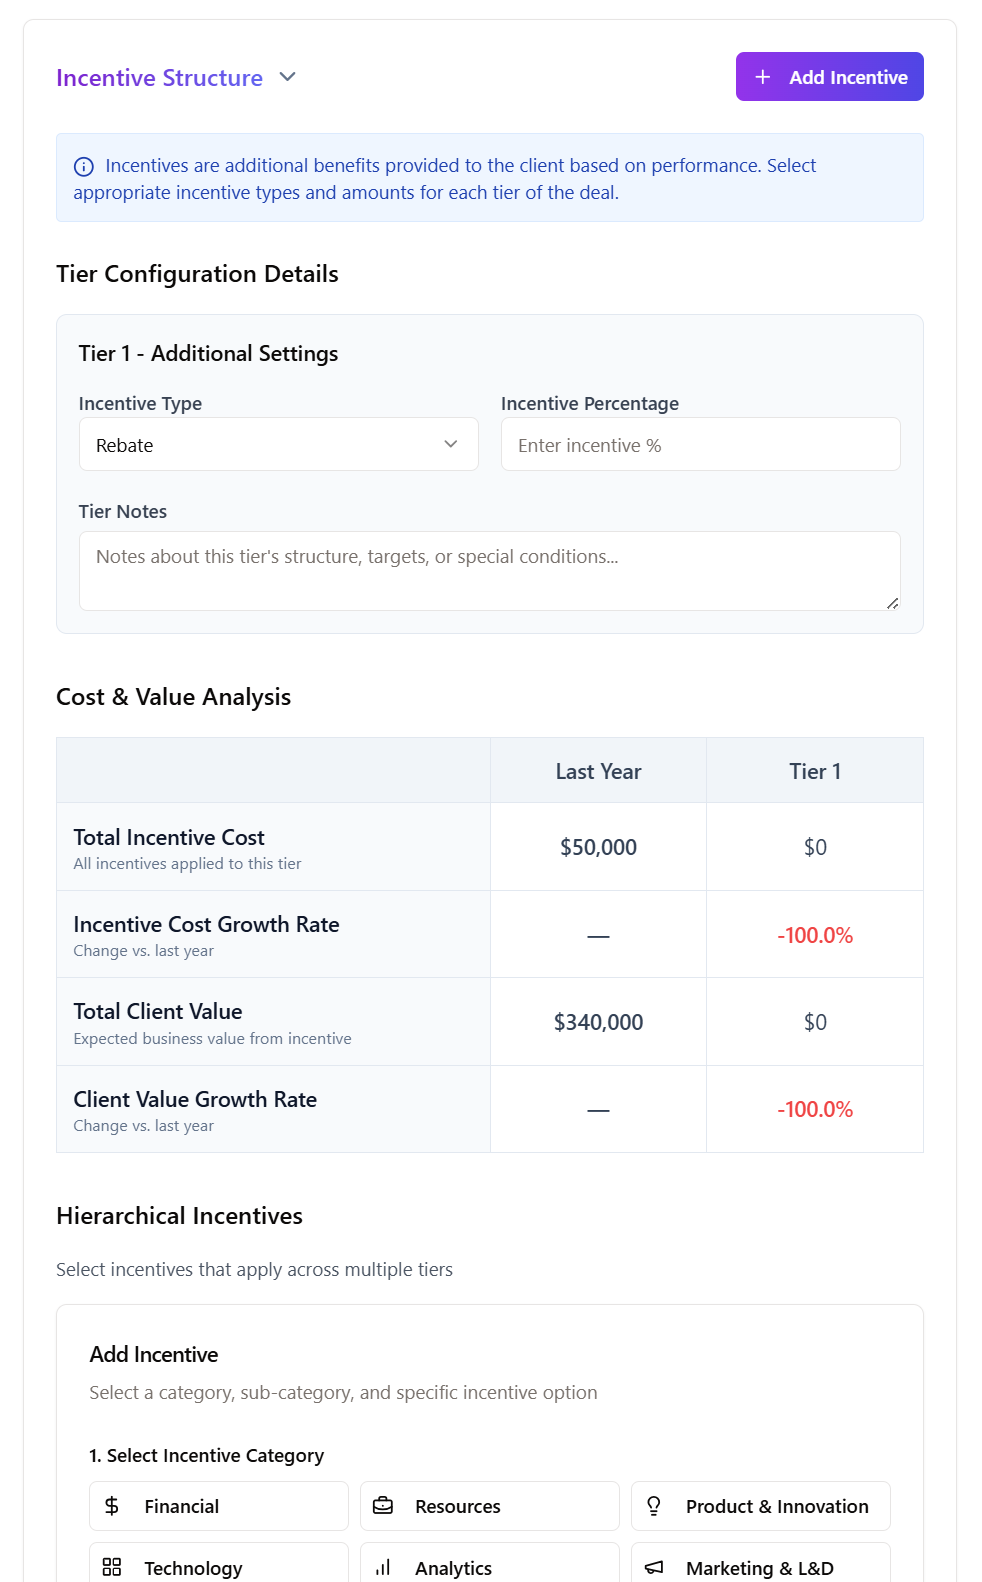 Incentive Structure
+ Add Incentive
Incentives are additional benefits provided to the client based on performance. Select
appropriate incentive types and amounts for each tier of the deal.
Tier Configuration Details
Tier 1 - Additional Settings
Incentive Type
Incentive Percentage
Rebate
Enter incentive %
Tier Notes
Notes about this tier's structure, targets, or special conditions...
Cost & Value Analysis
Last Year
Tier 1
Total Incentive Cost
All incentives applied to this tier
$50,000
$0
Incentive Cost Growth Rate
Change vs. last year
—
-100.0%
Total Client Value
Expected business value from incentive
$340,000
$0
Client Value Growth Rate
Change vs. last year
—
-100.0%
Hierarchical Incentives
Select incentives that apply across multiple tiers
Add Incentive
Select a category, sub-category, and specific incentive option
1. Select Incentive Category
Financial
Resources
Product & Innovation
Technology
Analytics
Marketing & L&D